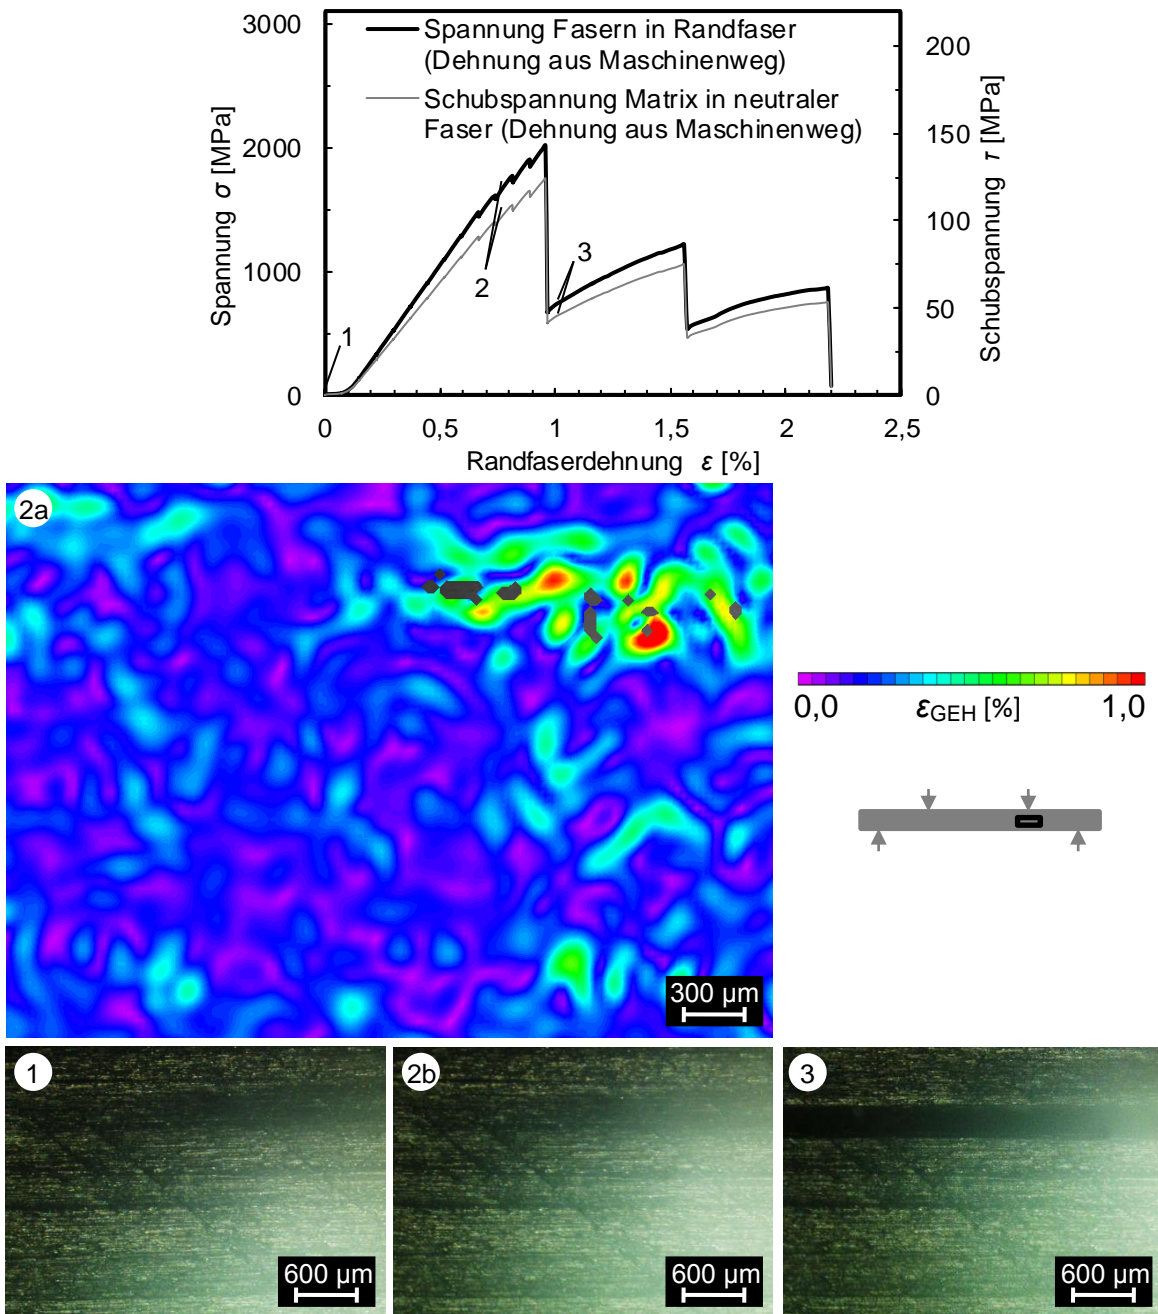 3000
2000
1000
0
Spannung σ [MPa]
Spannung Fasern in Randfaser
(Dehnung aus Maschinenweg)
Schubspannung Matrix in neutraler
Faser (Dehnung aus Maschinenweg)
200
150
100
50
0
Schubspannung τ [MPa]
1
2
3
0
0,5
1
1,5
2
2,5
Randfaserdehnung ε [%]
2a
300 µm
0,0
εGEH [%]
1,0
1
600 µm
2b
600 µm
3
600 µm